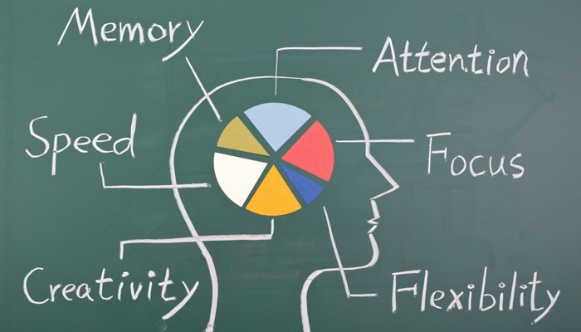 Memory
Attention
Speed
Focus
Creativity
Flexibility